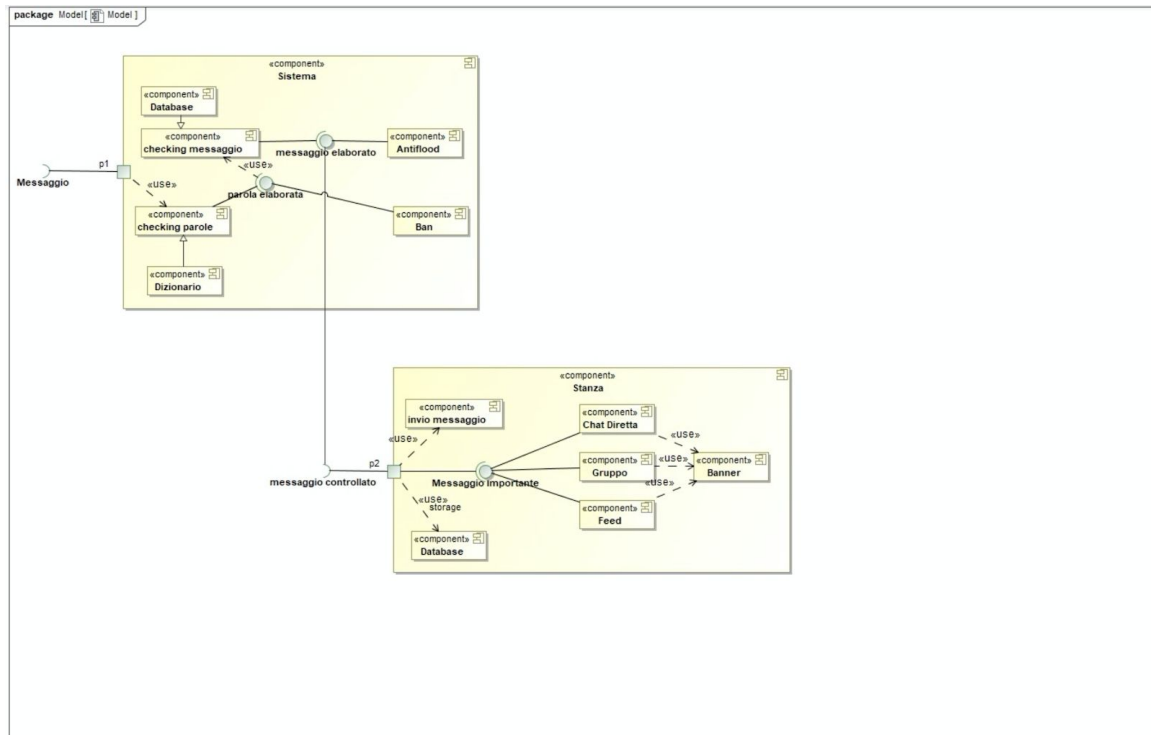 package Model[ Model ]
«component»
Sistema
«component»
Database
«component»
checking messaggio
messaggio elaborato
«component»
Antiflood
«use»
p1
Messaggio
«use»
parola elaborata
«component»
checking parole
«component»
Ban
«component»
Dizionario
«component»
Stanza
«component»
invio messaggio
«component»
Chat Diretta
«use»
«use»
p2
messaggio controllato
Messaggio importante
«component»
Gruppo
«use»
«component»
Banner
«use»
«use»
storage
«component»
Feed
«component»
Database